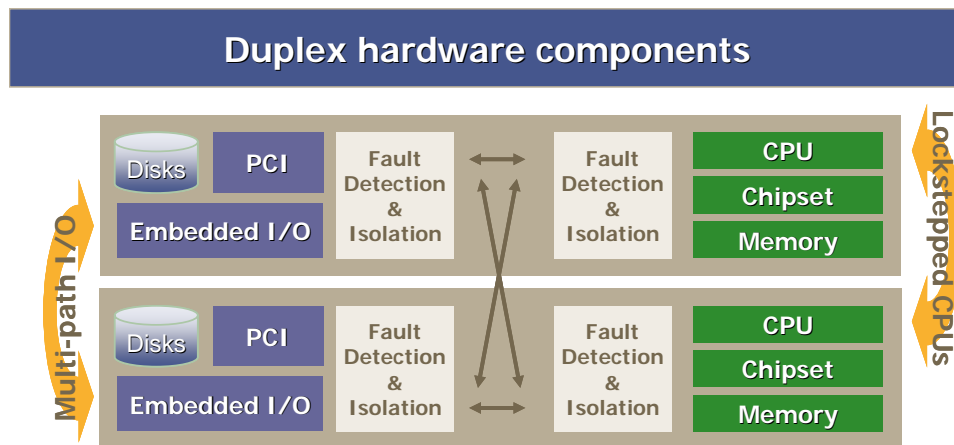 Duplex hardware components
Multi-path I/O
Disks
PCI
Embedded I/O
Fault
Detection
&
Isolation
Fault
Detection
&
Isolation
CPU
Chipset
Memory
Lockstepped CPUs
Disks
PCI
Embedded I/O
Fault
Detection
&
Isolation
Fault
Detection
&
Isolation
CPU
Chipset
Memory